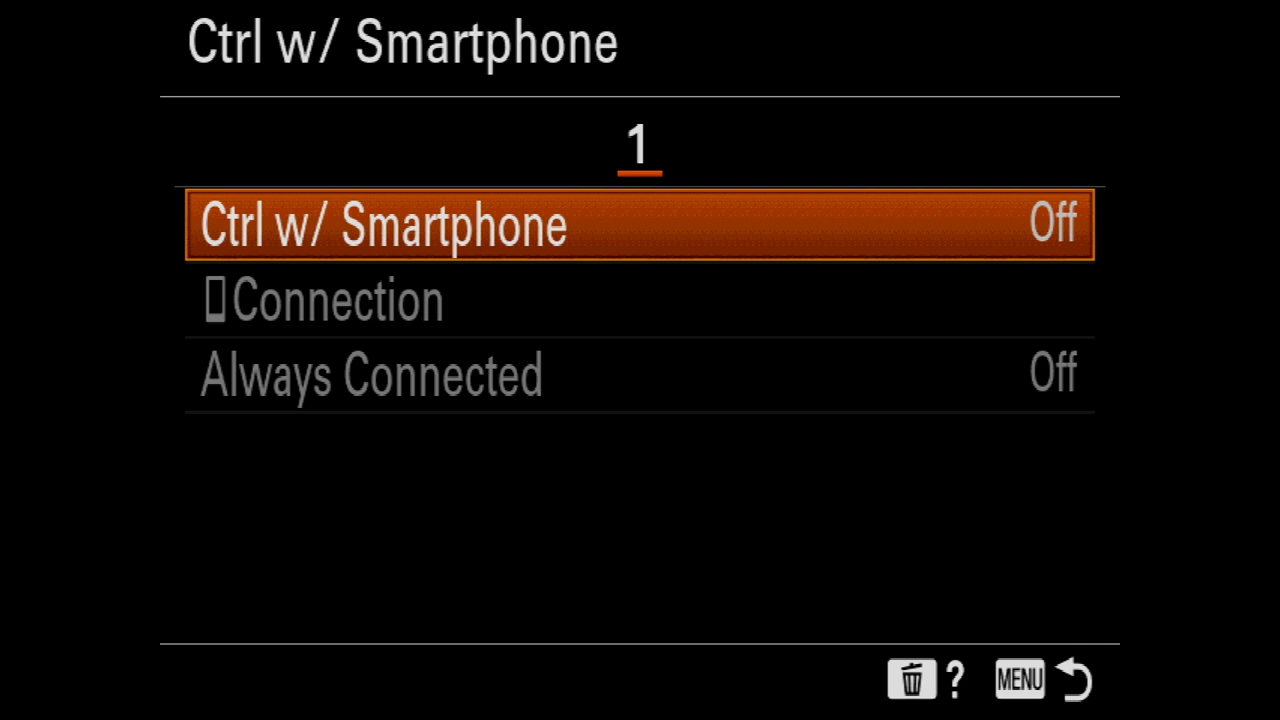 Ctrl w/ Smartphone
1
Ctrl w/ Smartphone Off
Connection
Always Connected Off
? MENU